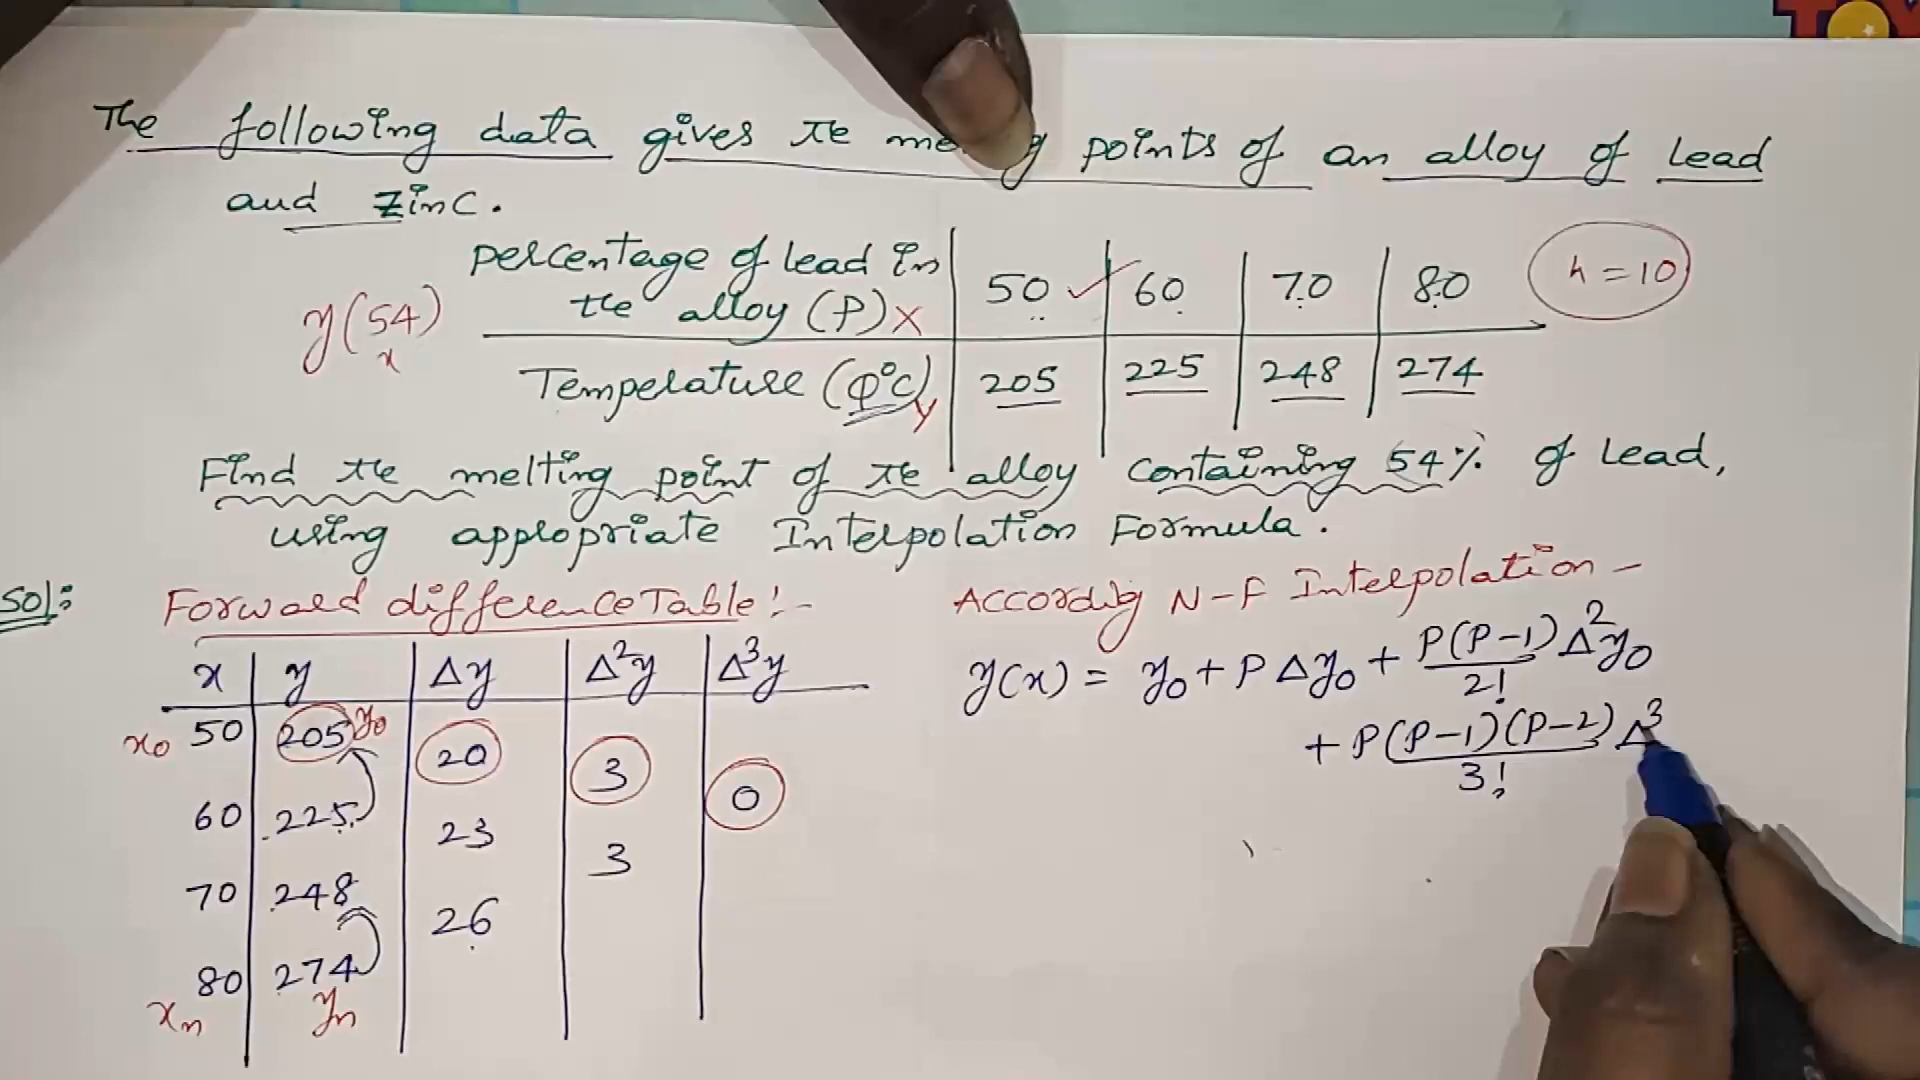 The following data gives the points of an alloy of Lead
and Zinc.
percentage of lead in the alloy (P) X | 50 | 60 | 70 | 80
h = 10
y(54)
x
Temperature (φ°C) Y | 205 | 225 | 248 | 274
Find the melting point of the alloy containing 54% of Lead,
using appropriate Interpolation Formula.
Sol:
Forward difference Table:-
x | y | Δy | Δ²y | Δ³y
x₀ 50 | 205 y₀ | 20 | 3 | 0
60 | 225 | 23 | 3
70 | 248 | 26
80 | 274
xₙ yₙ
According N-F Interpolation -
y(x) = y₀ + P Δy₀ + P(P-1)/2! Δ²y₀
+ P(P-1)(P-2)/3! Δ³